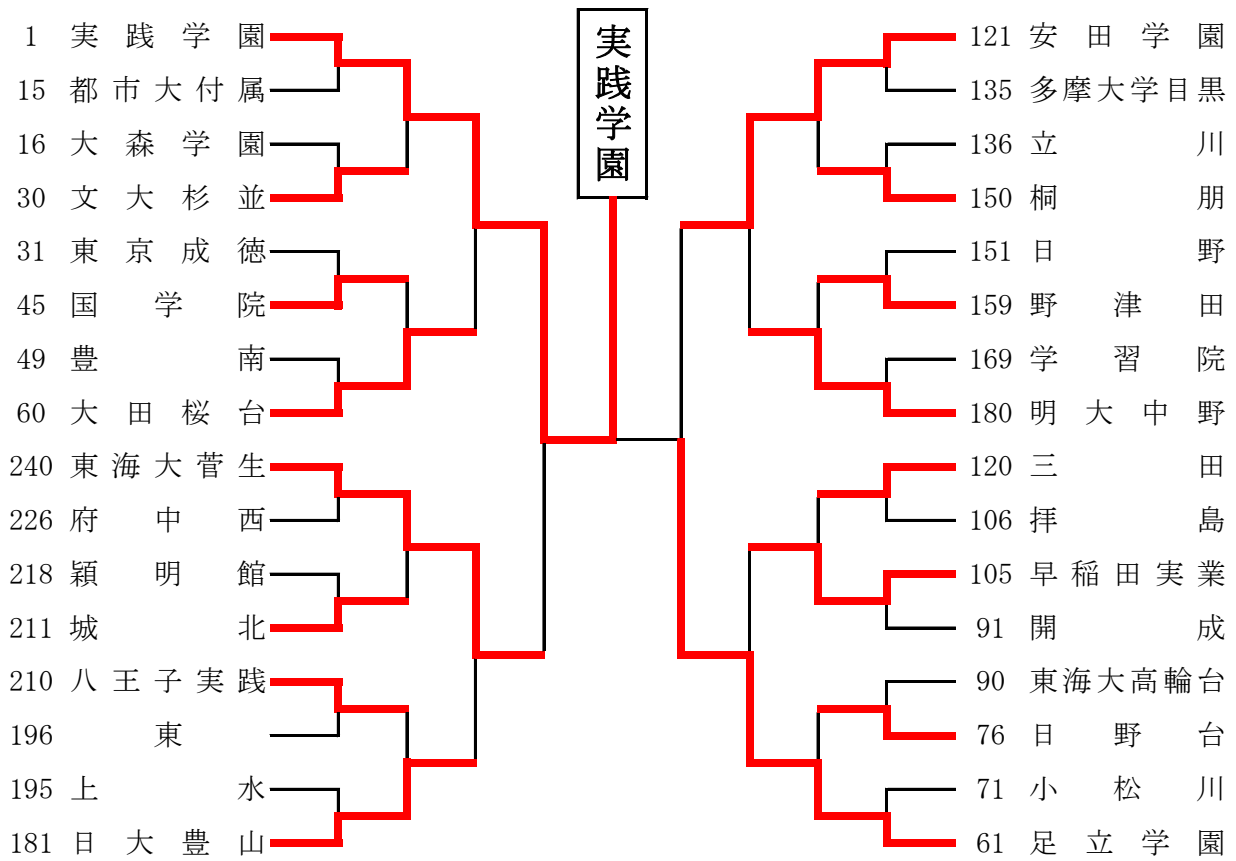 実践学園
1 実践学園
15 都市大付属
16 大森学園
30 文大杉並
31 東京成徳
45 国学院
49 豊南
60 大田桜台
240 東海大菅生
226 府中西
218 穎明館
211 城北
210 八王子実践
196 東
195 上水
181 日大豊山
121 安田学園
135 多摩大学目黒
136 立川
150 桐朋
151 日野
159 野津田
169 学習院
180 明大中野
120 三田
106 拝島
105 早稲田実業
91 開成
90 東海大高輪台
76 日野台
71 小松川
61 足立学園